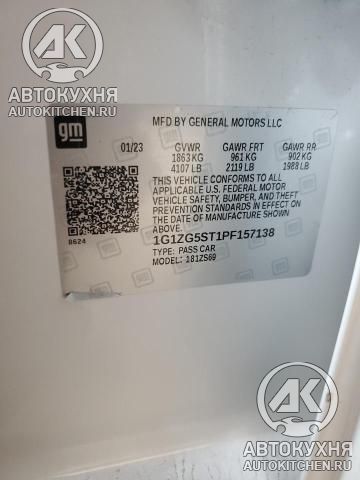 АК
АВТОКУХНЯ
AUTOKITCHEN.RU
gm
MFD BY GENERAL MOTORS LLC
01/23 GVWR GAWR FRT GAWR RR
1863 KG 961 KG 902 KG
4107 LB 2119 LB 1988 LB
THIS VEHICLE CONFORMS TO ALL
APPLICABLE U.S. FEDERAL MOTOR
VEHICLE SAFETY, BUMPER, AND THEFT
PREVENTION STANDARDS IN EFFECT ON
THE DATE OF MANUFACTURE SHOWN ABOVE.
8624
1G1ZG5ST1PF157138
TYPE: PASS CAR
MODEL: 181ZS69
АК
АВТОКУХНЯ
AUTOKITCHEN.RU